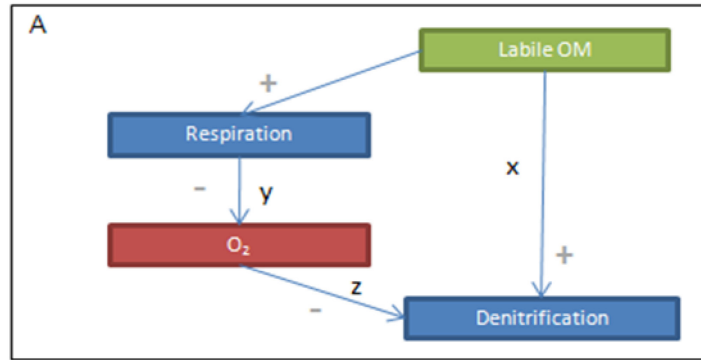 A
Labile OM
+
Respiration
x
-
y
O₂
+
z
-
Denitrification